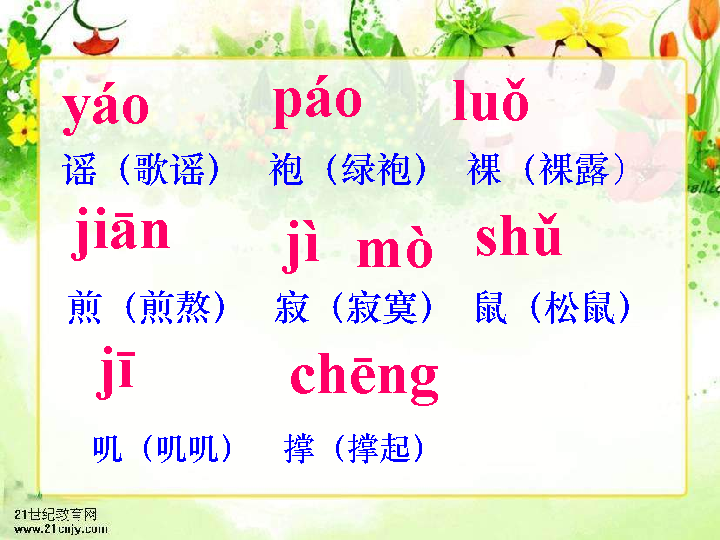 yáo páo luǒ
谣（歌谣） 袍（绿袍） 裸（裸露）
jiān jì mò shǔ
煎（煎熬） 寂（寂寞） 鼠（松鼠）
jī chēng
叽（叽叽） 撑（撑起）
21世纪教育网
www.21cnjy.com